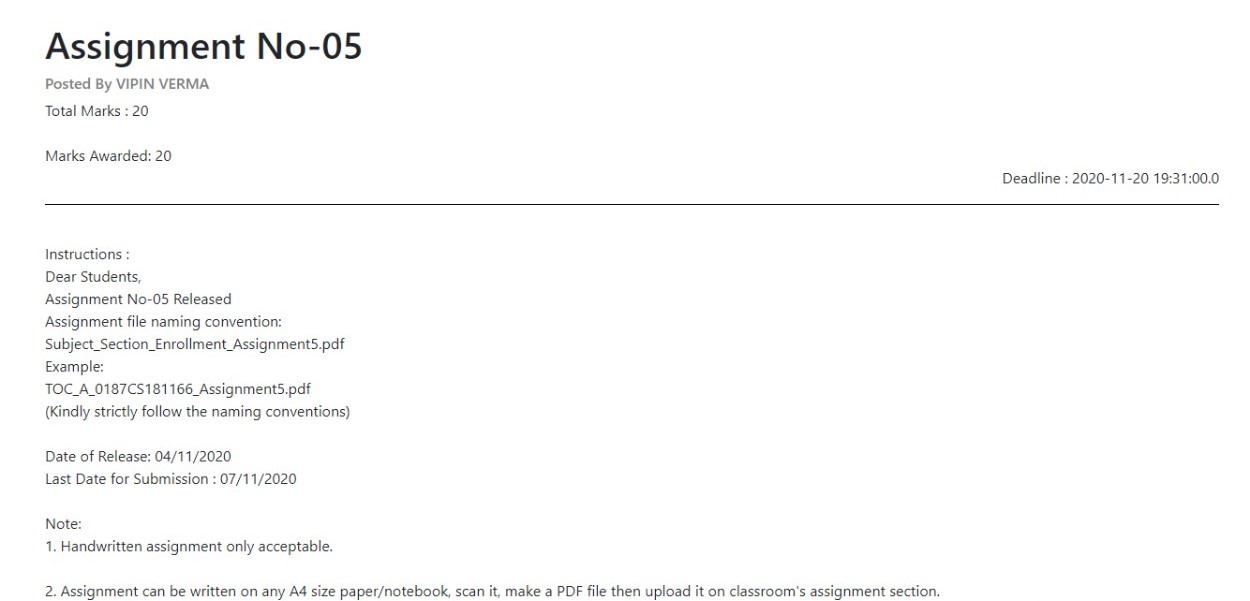 Assignment No-05
Posted By VIPIN VERMA
Total Marks : 20
Marks Awarded: 20
Deadline : 2020-11-20 19:31:00.0
Instructions :
Dear Students,
Assignment No-05 Released
Assignment file naming convention:
Subject_Section_Enrollment_Assignment5.pdf
Example:
TOC_A_0187CS181166_Assignment5.pdf
(Kindly strictly follow the naming conventions)
Date of Release: 04/11/2020
Last Date for Submission : 07/11/2020
Note:
1. Handwritten assignment only acceptable.
2. Assignment can be written on any A4 size paper/notebook, scan it, make a PDF file then upload it on classroom's assignment section.